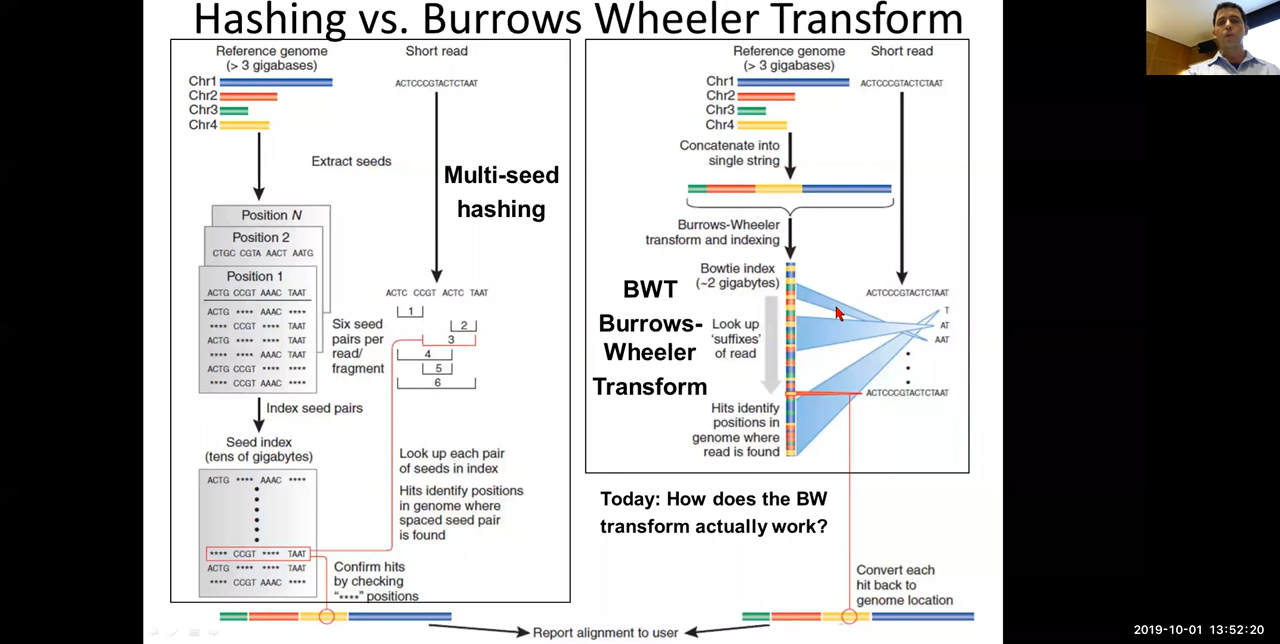 Hashing vs. Burrows Wheeler Transform
Reference genome
(> 3 gigabases)
Short read
Chr1
Chr2
Chr3
Chr4
ACTCCCGTACTCTAAT
Extract seeds
Multi-seed
hashing
Position N
Position 2
CTGC CGTA AACT AATG
Position 1
ACTG CCGT AAAC TAAT
ACTG **** AAAC ****
**** CCGT **** TAAT
ACTG **** **** TAAT
**** **** AAAC TAAT
ACTG CCGT **** ****
**** CCGT AAAC ****
Six seed
pairs per
read/
fragment
ACTC CCGT ACTC TAAT
1
2
3
4
5
6
Index seed pairs
Seed index
(tens of gigabytes)
ACTG **** AAAC ****
**** CCGT **** TAAT
ACTG **** **** TAAT
**** CCGT AAAC ****
Look up each pair
of seeds in index
Hits identify positions
in genome where
spaced seed pair
is found
Confirm hits
by checking
"****" positions
Reference genome
(> 3 gigabases)
Short read
Chr1
Chr2
Chr3
Chr4
ACTCCCGTACTCTAAT
Concatenate into
single string
Burrows-Wheeler
transform and indexing
Bowtie index
(~2 gigabytes)
BWT
Burrows-
Wheeler
Transform
Look up
'suffixes'
of read
ACTCCCGTACTCTAAT
T
AT
AAT
ACTCCCGTACTCTAAT
Hits identify
positions in
genome where
read is found
Today: How does the BW
transform actually work?
Convert each
hit back to
genome location
Report alignment to user
2019-10-01 13:52:20